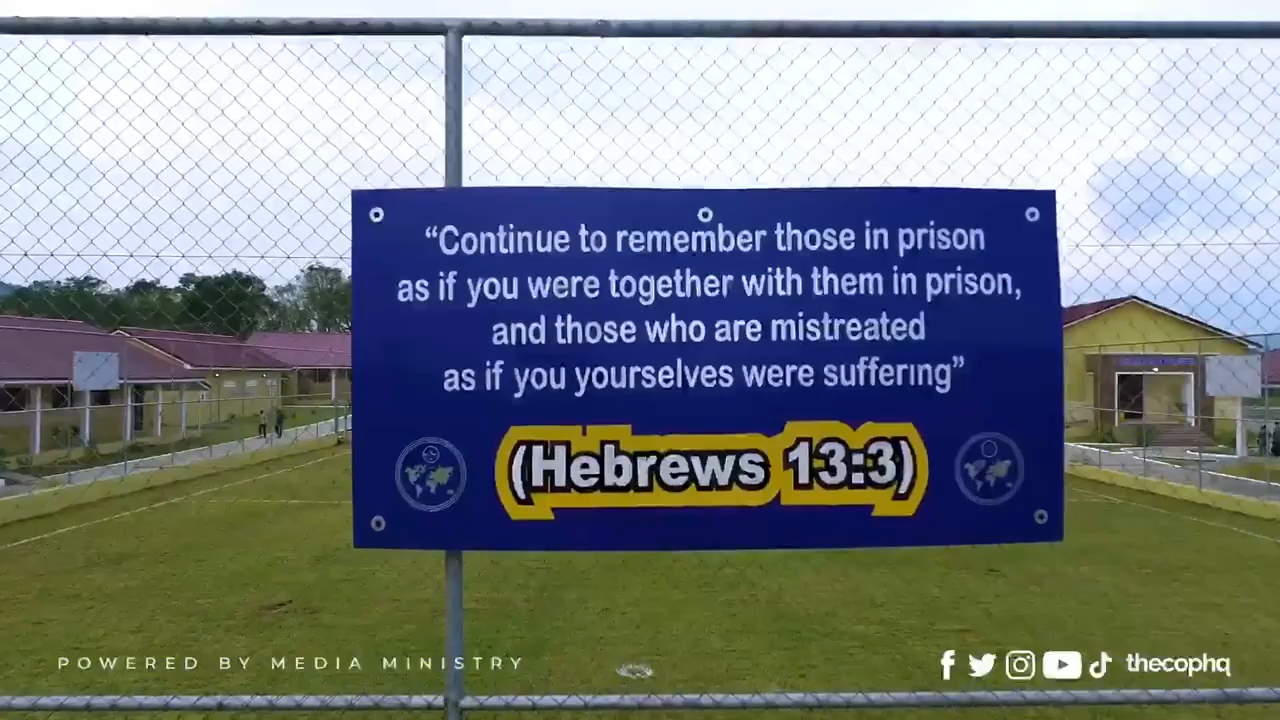 “Continue to remember those in prison
as if you were together with them in prison,
and those who are mistreated
as if you yourselves were suffering”
(Hebrews 13:3)
POWERED BY MEDIA MINISTRY
thecophq